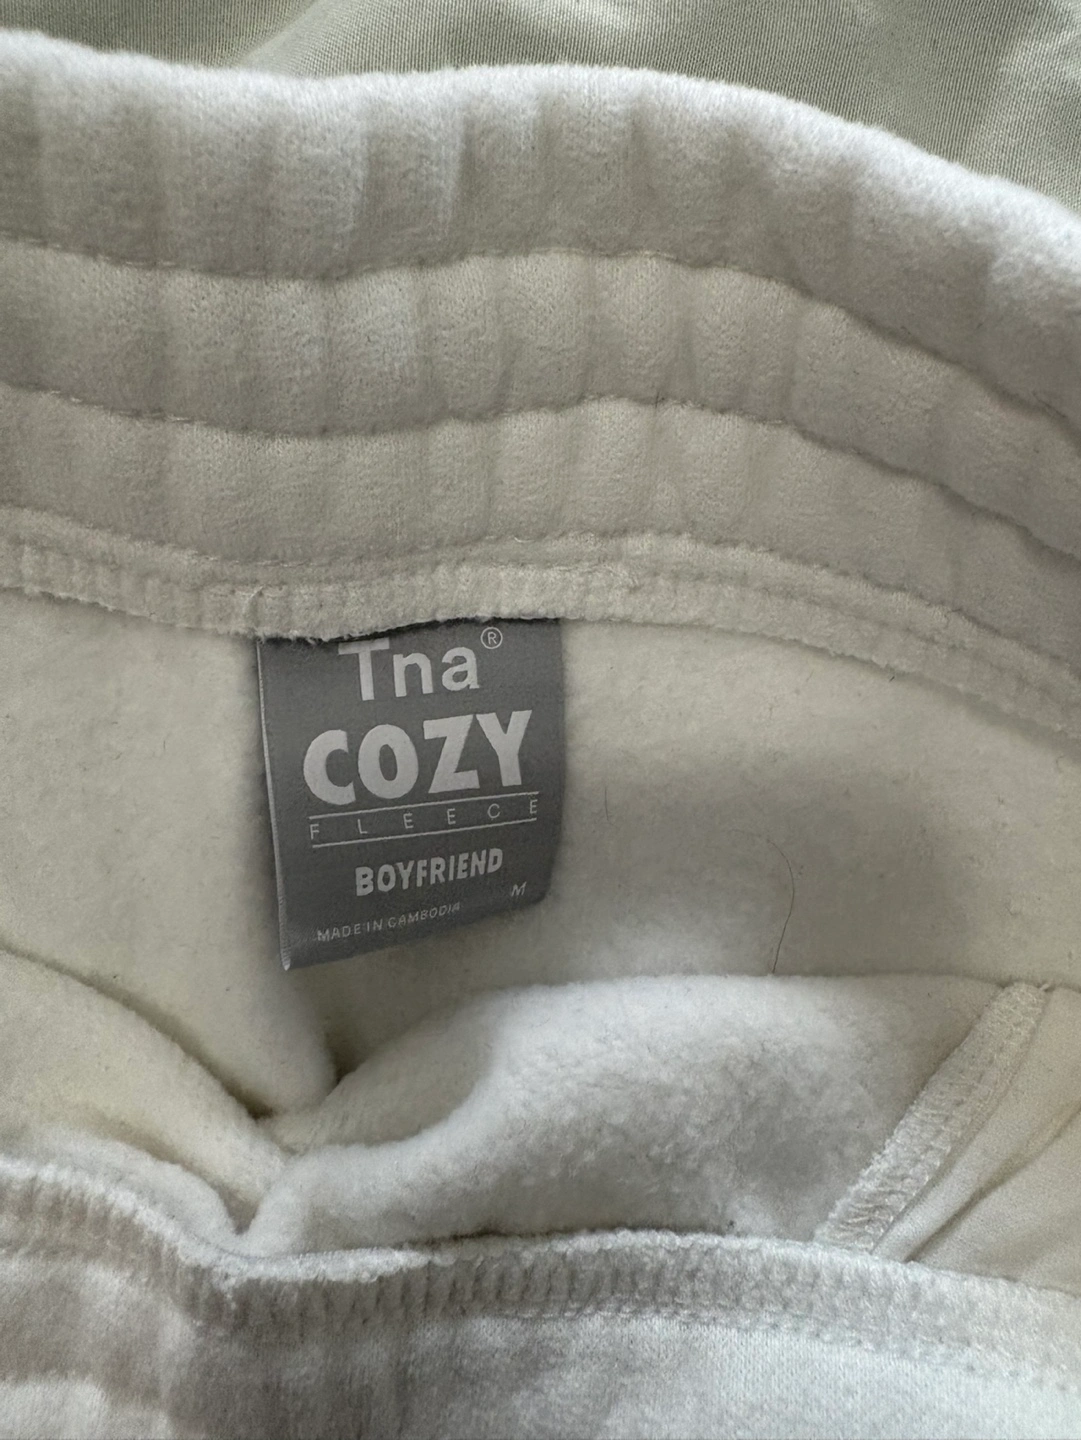 Tna®
COZY
FLEECE
BOYFRIEND
M
MADE IN CAMBODIA